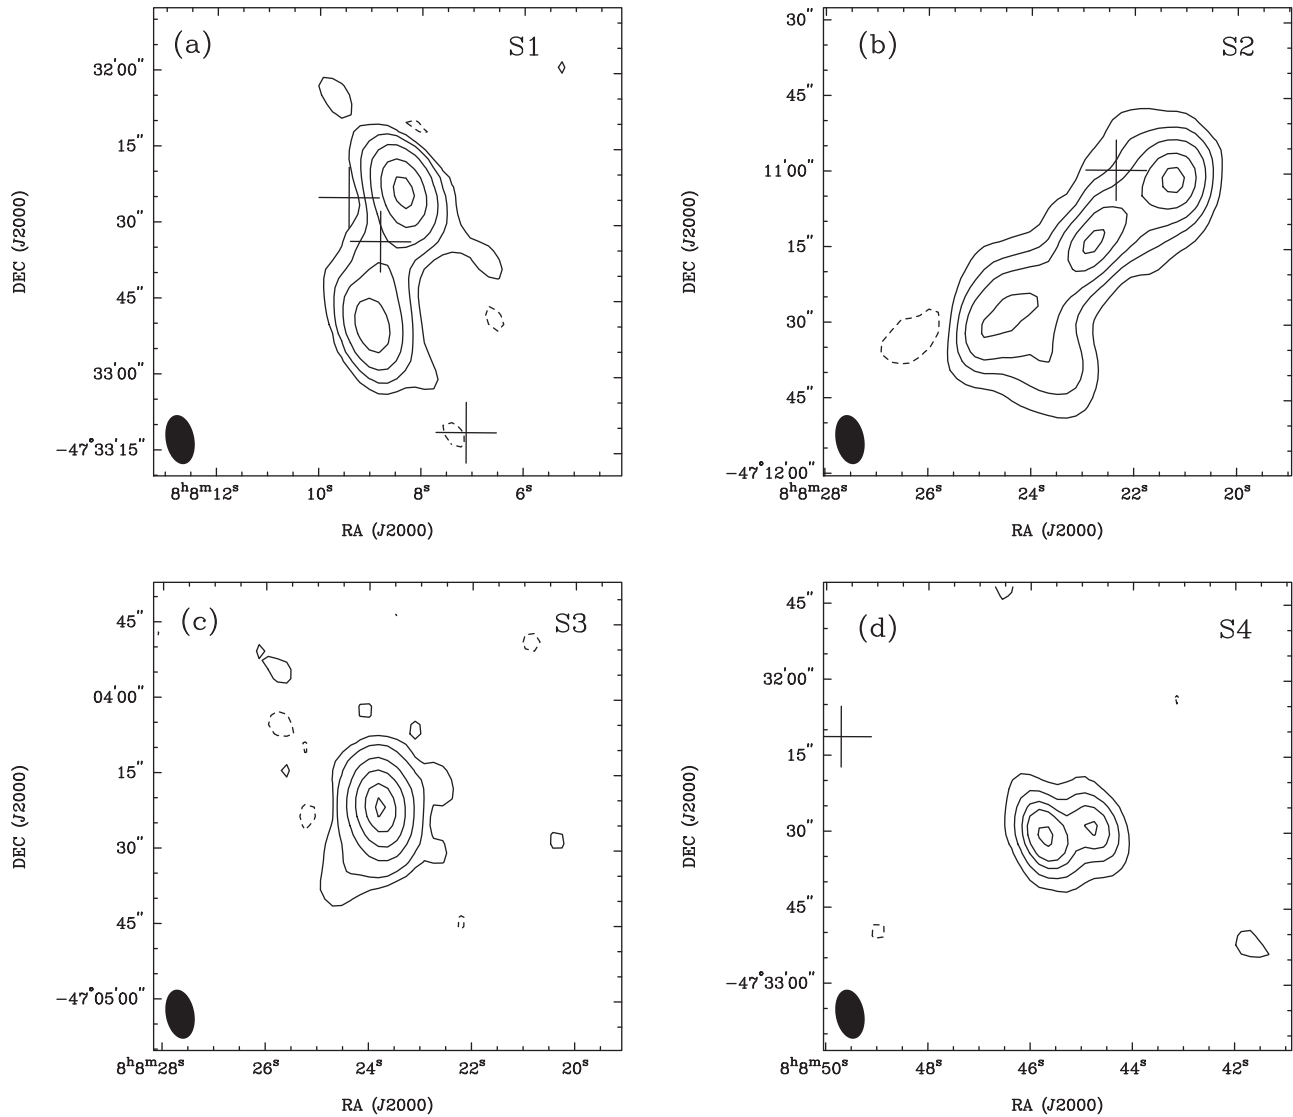 (a) S1
32'00"
15"
30"
45"
33'00"
−47°33'15"
8ʰ8ᵐ12ˢ 10ˢ 8ˢ 6ˢ
RA (J2000)
DEC (J2000)
(b) S2
30"
45"
11'00"
15"
30"
45"
−47°12'00"
8ʰ8ᵐ28ˢ 26ˢ 24ˢ 22ˢ 20ˢ
RA (J2000)
DEC (J2000)
(c) S3
45"
04'00"
15"
30"
45"
−47°05'00"
8ʰ8ᵐ28ˢ 26ˢ 24ˢ 22ˢ 20ˢ
RA (J2000)
DEC (J2000)
(d) S4
45"
32'00"
15"
30"
45"
−47°33'00"
8ʰ8ᵐ50ˢ 48ˢ 46ˢ 44ˢ 42ˢ
RA (J2000)
DEC (J2000)